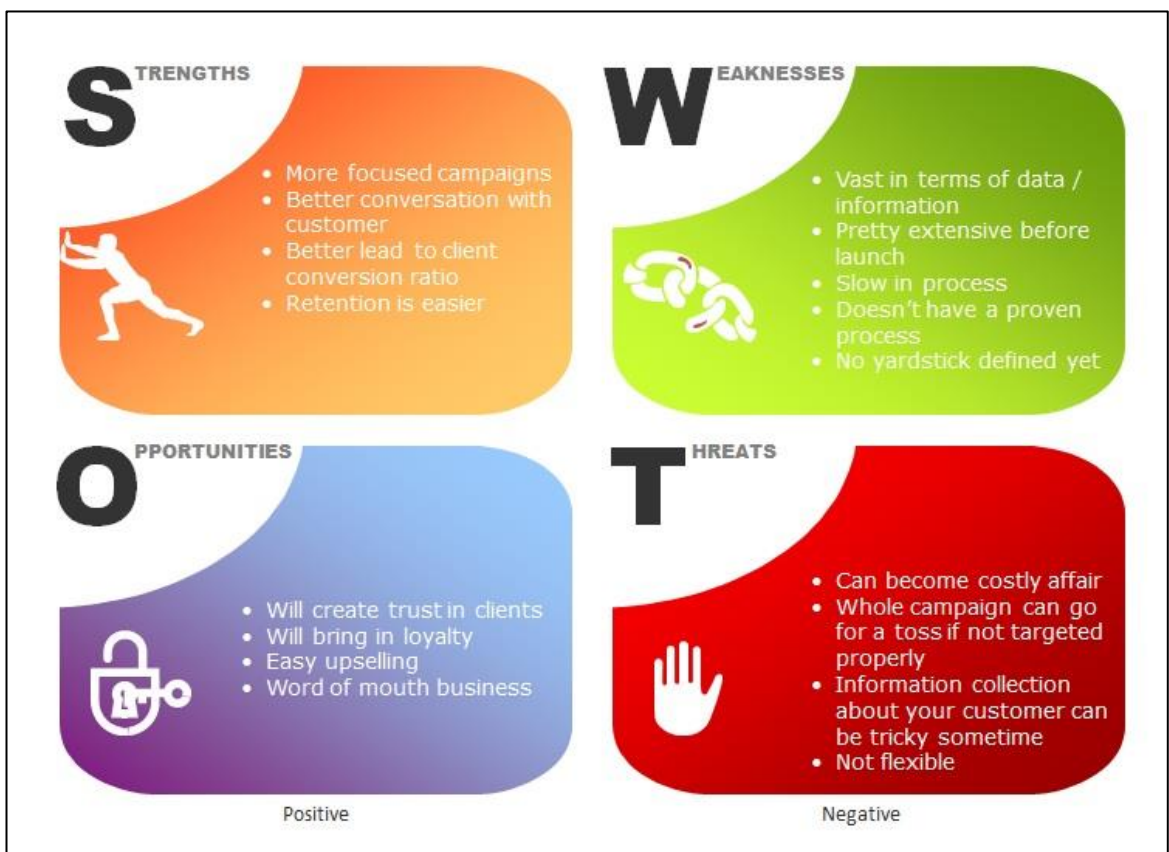 STRENGTHS
• More focused campaigns
• Better conversation with
customer
• Better lead to client
conversion ratio
• Retention is easier
WEAKNESSES
• Vast in terms of data /
information
• Pretty extensive before
launch
• Slow in process
• Doesn't have a proven
process
• No yardstick defined yet
OPPORTUNITIES
• Will create trust in clients
• Will bring in loyalty
• Easy upselling
• Word of mouth business
THREATS
• Can become costly affair
• Whole campaign can go
for a toss if not targeted
properly
• Information collection
about your customer can
be tricky sometime
• Not flexible
Positive
Negative